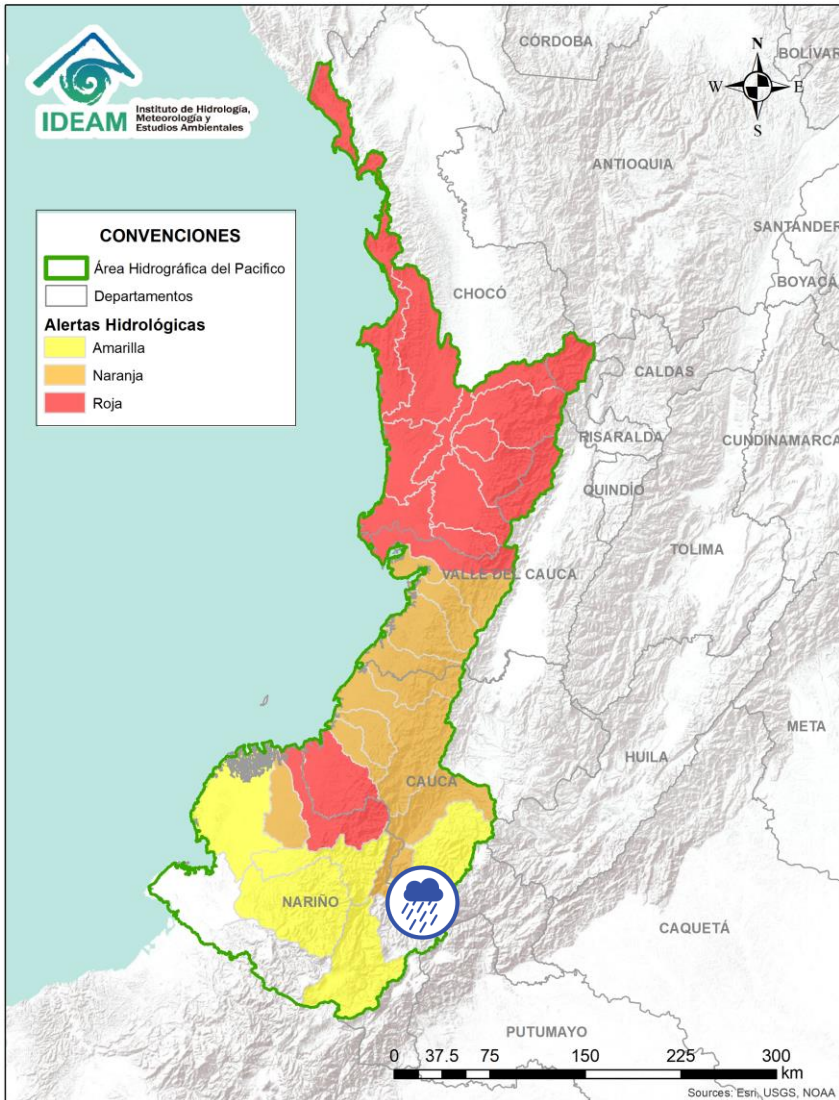 CÓRDOBA
BOLÍVAR
N
W E
S
IDEAM
Instituto de Hidrología,
Meteorología y
Estudios Ambientales
ANTIOQUIA
SANTANDER
BOYACÁ
CONVENCIONES
Área Hidrográfica del Pacifico
Departamentos
Alertas Hidrológicas
Amarilla
Naranja
Roja
CHOCÓ
CALDAS
RISARALDA
CUNDINAMARCA
QUINDÍO
TOLIMA
VALLE DEL CAUCA
META
HUILA
CAUCA
NARIÑO
CAQUETÁ
PUTUMAYO
0 37.5 75 150 225 300
km
Sources: Esri, USGS, NOAA